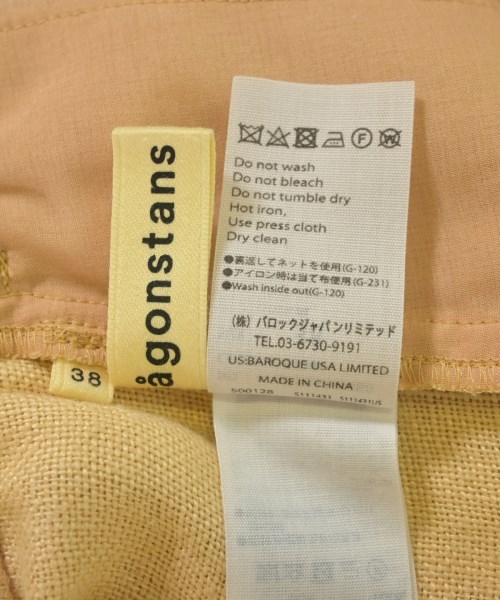 ågonstans
38
Do not wash
Do not bleach
Do not tumble dry
Hot iron,
Use press cloth
Dry clean
●裏返してネットを使用(G-120)
●アイロン時は当て布使用(G-231)
●Wash inside out(G-120)
(株) バロックジャパンリミテッド
TEL.03-6730-9191
US:BAROQUE USA LIMITED
MADE IN CHINA